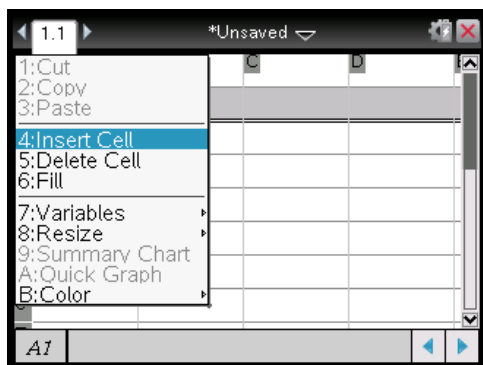 1.1 *Unsaved
C D
1:Cut
2:Copy
3:Paste
4:Insert Cell
5:Delete Cell
6:Fill
7:Variables
8:Resize
9:Summary Chart
A:Quick Graph
B:Color
A1